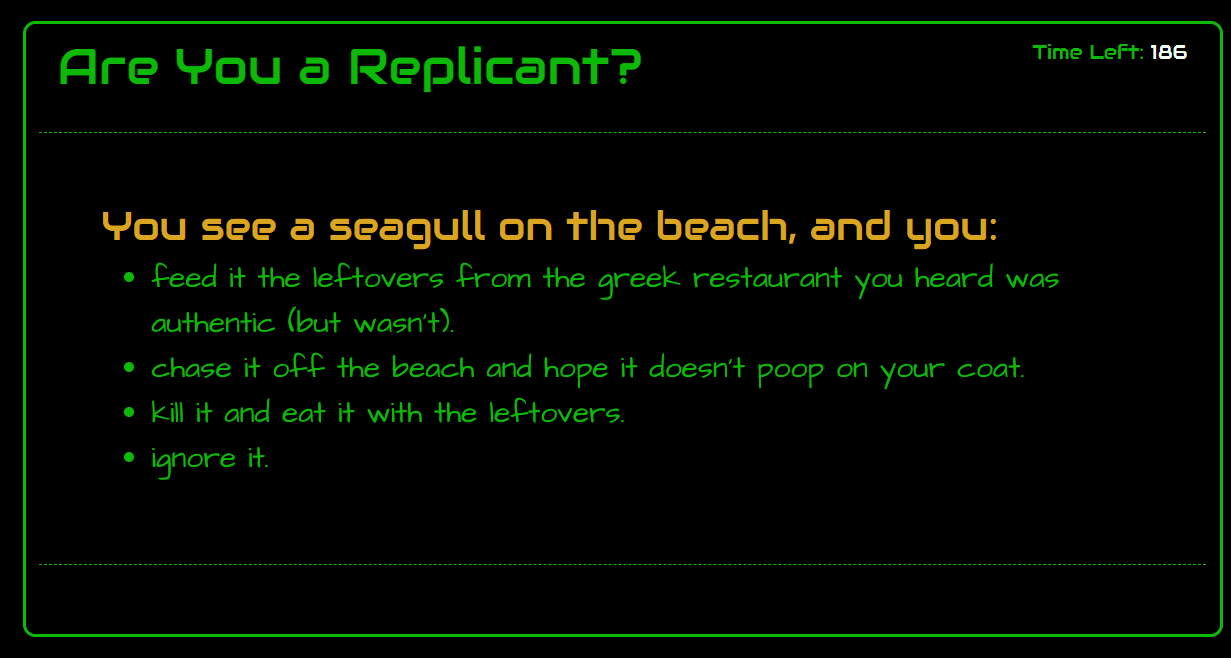 Are You a Replicant?
Time Left: 186
You see a seagull on the beach, and you:
feed it the leftovers from the greek restaurant you heard was
authentic (but wasn't).
chase it off the beach and hope it doesn't poop on your coat.
kill it and eat it with the leftovers.
ignore it.